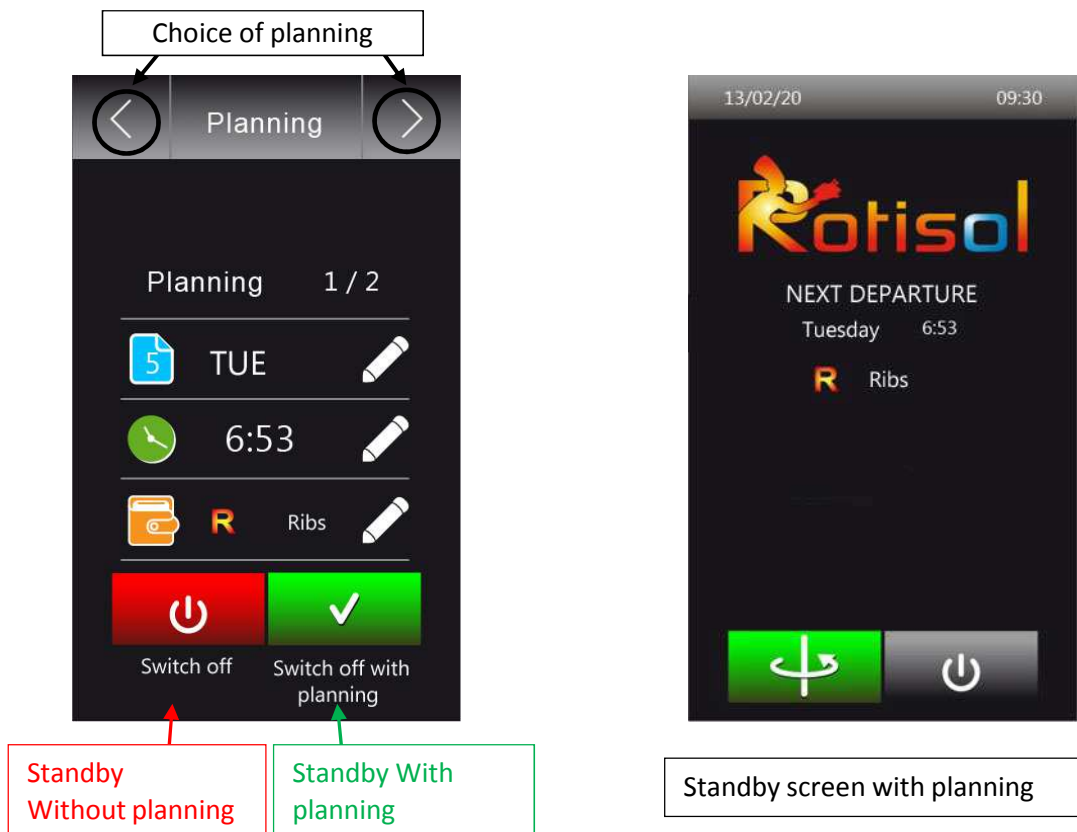 Choice of planning
Planning
Planning 1 / 2
5 TUE
6:53
R Ribs
Switch off
Switch off with
planning
Standby
Without planning
Standby With
planning
13/02/20 09:30
Rotisol
NEXT DEPARTURE
Tuesday 6:53
R Ribs
Standby screen with planning